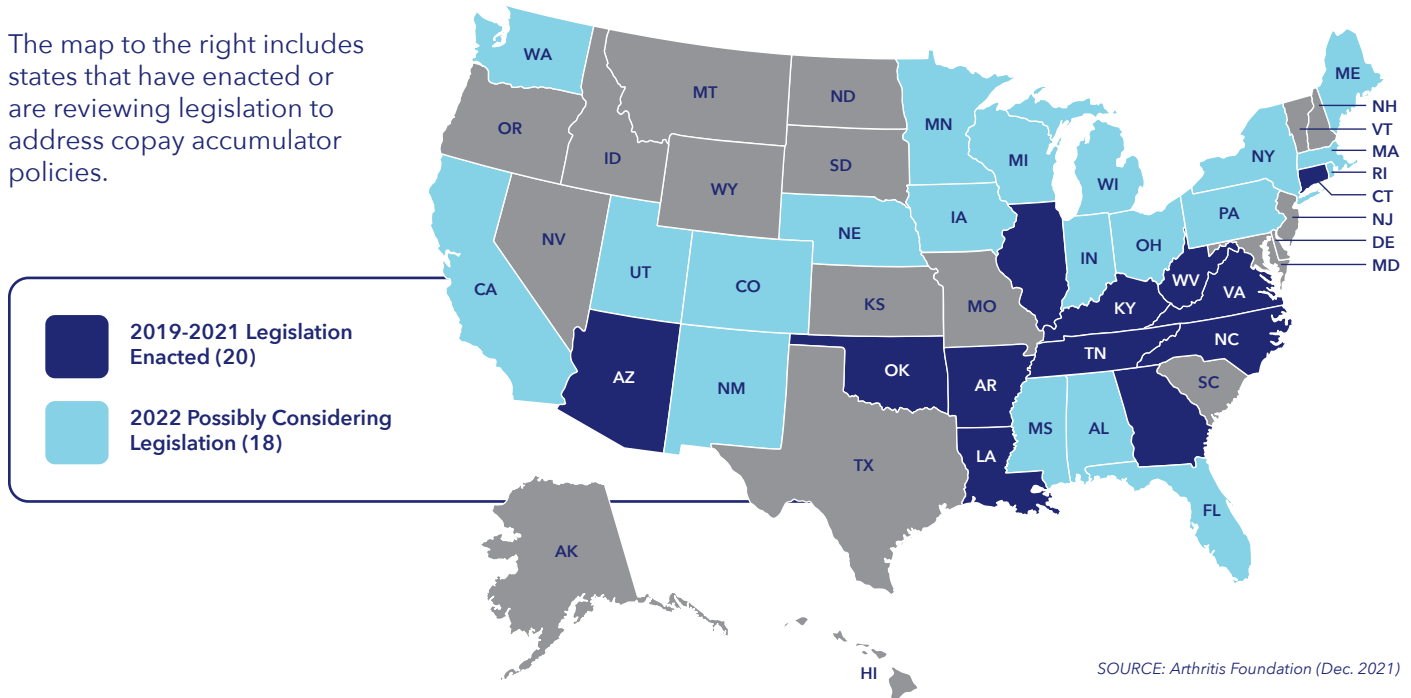 The map to the right includes
states that have enacted or
are reviewing legislation to
address copay accumulator
policies.
2019-2021 Legislation
Enacted (20)
2022 Possibly Considering
Legislation (18)
WA
OR
MT
ID
WY
ND
SD
MN
MI
WI
IA
NE
NV
UT
CO
CA
AZ
NM
KS
MO
OK
AR
TX
LA
MS
AL
TN
KY
IN
OH
WV
VA
NC
SC
FL
PA
NY
ME
NH
VT
MA
RI
CT
NJ
DE
MD
AK
HI
SOURCE: Arthritis Foundation (Dec. 2021)